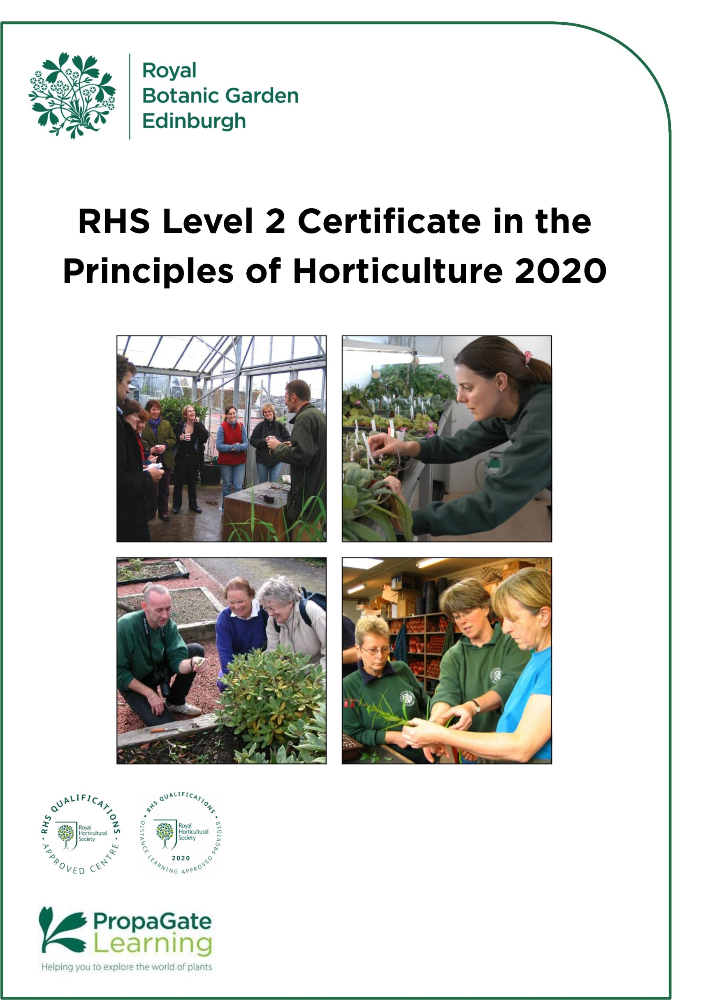 Royal
Botanic Garden
Edinburgh
RHS Level 2 Certificate in the
Principles of Horticulture 2020
· RHS QUALIFICATIONS ·
Royal
Horticultural
Society
APPROVED CENTRE
• RHS QUALIFICATIONS •
Royal
Horticultural
Society
2020
DISTANCE LEARNING APPROVED PROVIDER
PropaGate
Learning
Helping you to explore the world of plants